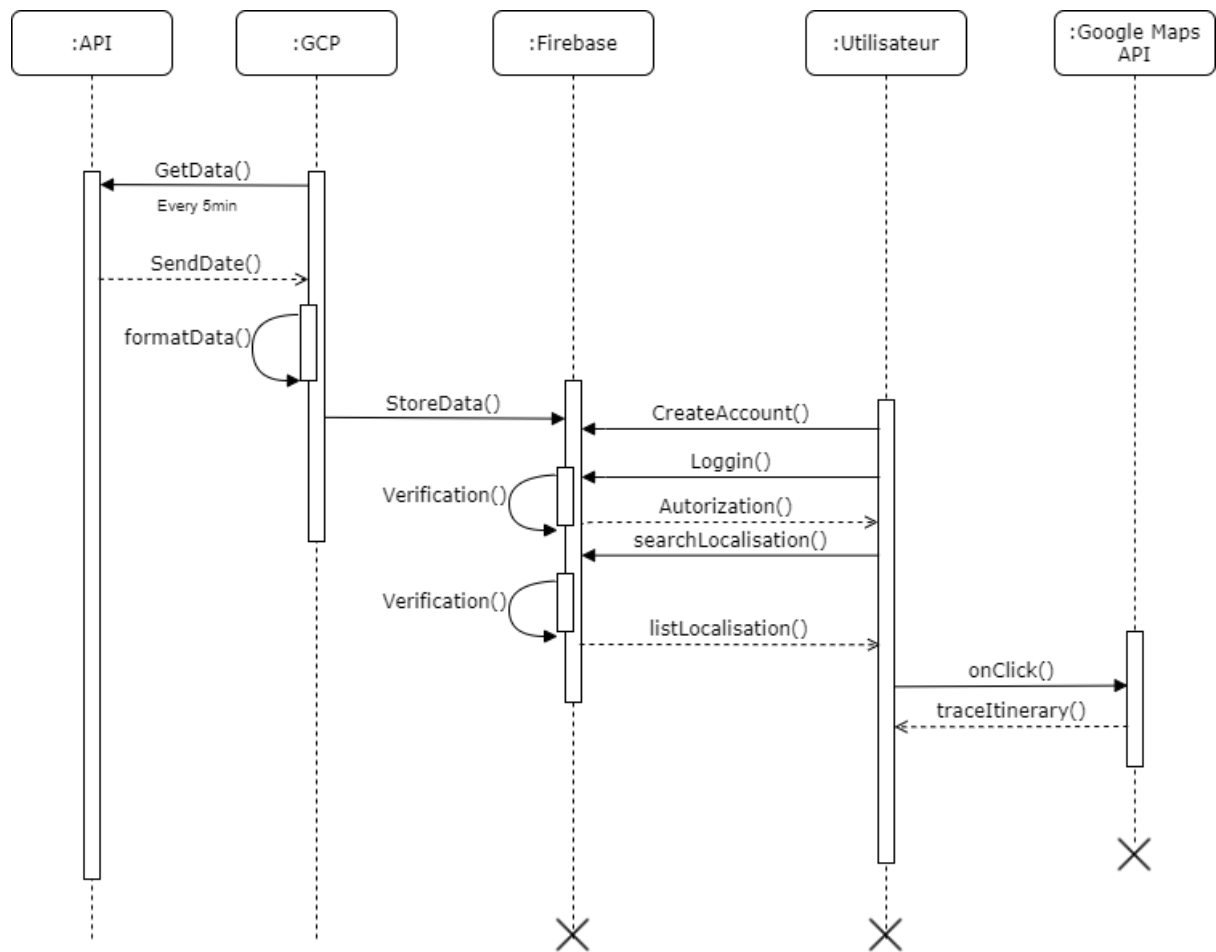 :API
:GCP
:Firebase
:Utilisateur
:Google Maps
API
GetData()
Every 5min
SendDate()
formatData()
StoreData()
CreateAccount()
Loggin()
Verification()
Autorization()
searchLocalisation()
Verification()
listLocalisation()
onClick()
traceItinerary()